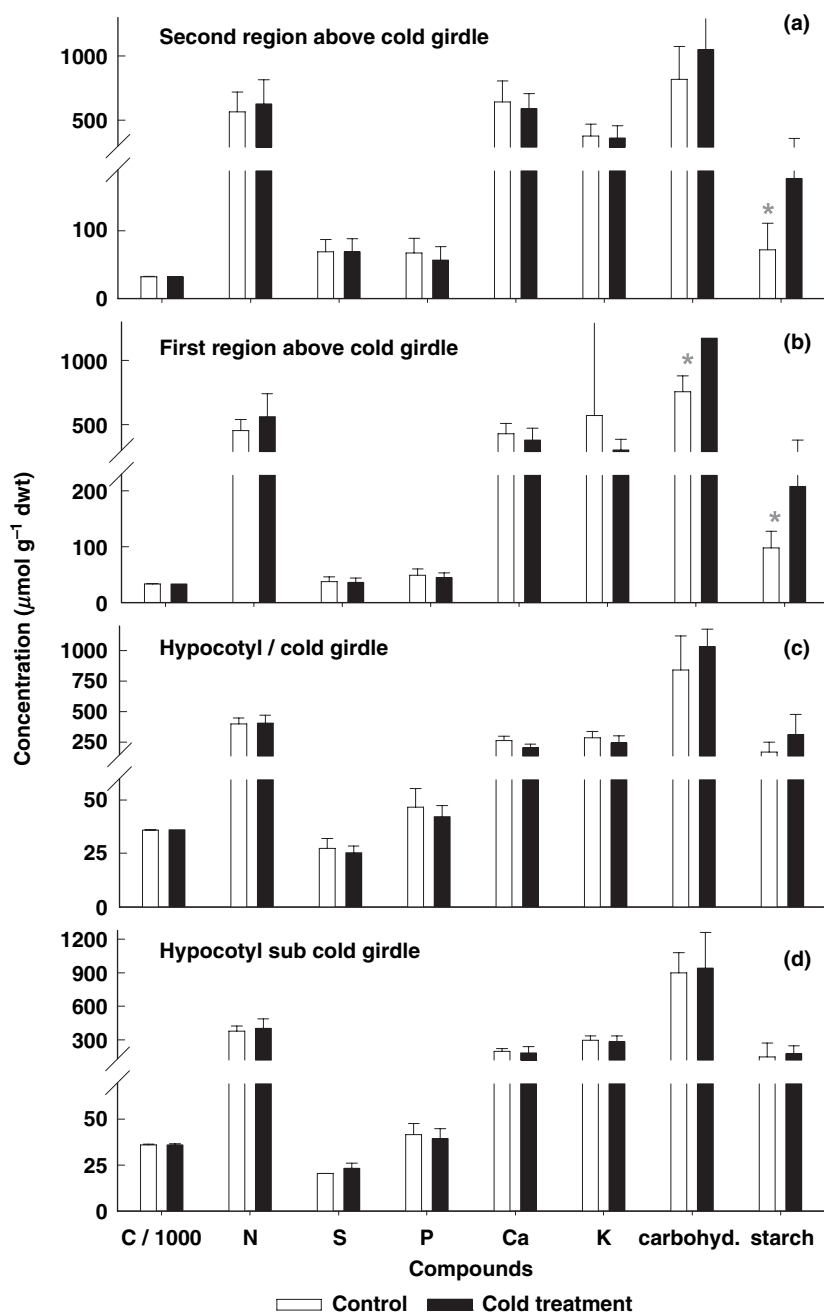 (a)
Second region above cold girdle
1000
500
100
0
*
(b)
First region above cold girdle
1000
500
200
100
0
*
*
(c)
Hypocotyl / cold girdle
1000
750
500
250
50
25
0
(d)
Hypocotyl sub cold girdle
1200
900
600
300
50
25
0
Concentration (μmol g⁻¹ dwt)
C / 1000 N S P Ca K carbohyd. starch
Compounds
Control Cold treatment